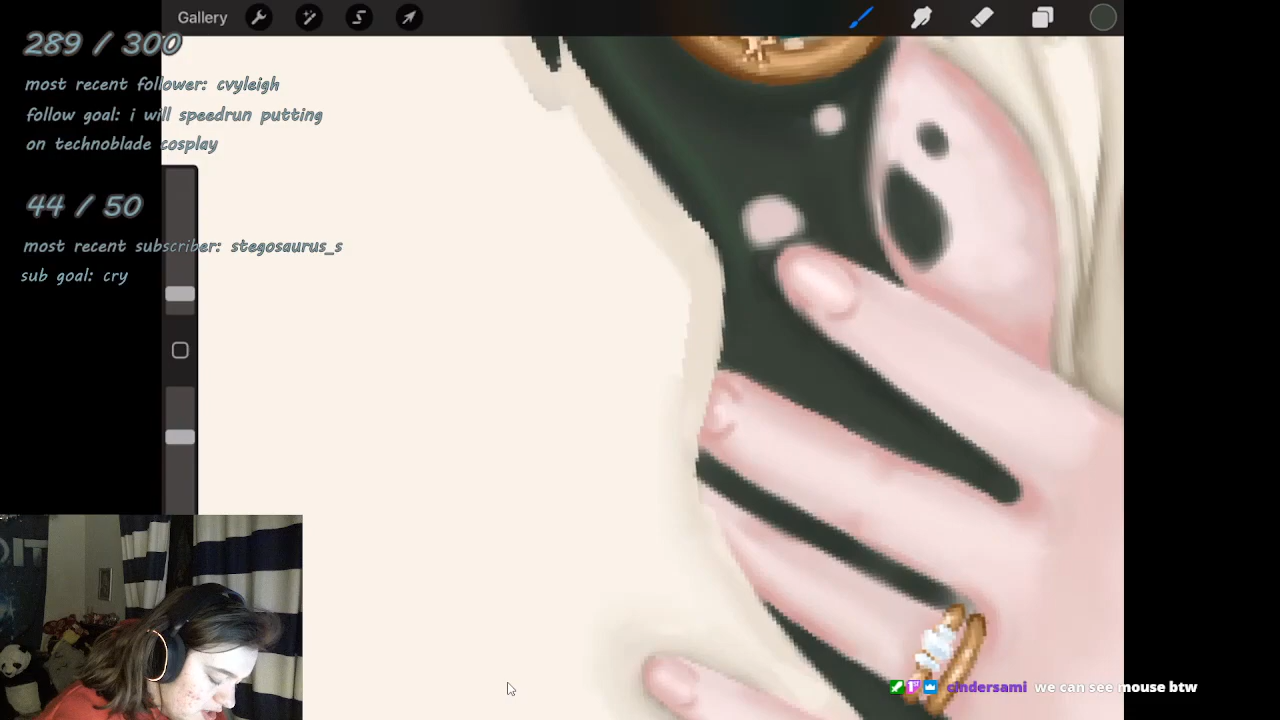 Gallery
289 / 300
most recent follower: cvyleigh
follow goal: i will speedrun putting
on technoblade cosplay
44 / 50
most recent subscriber: stegosaurus_s
sub goal: cry
cindersami we can see mouse btw